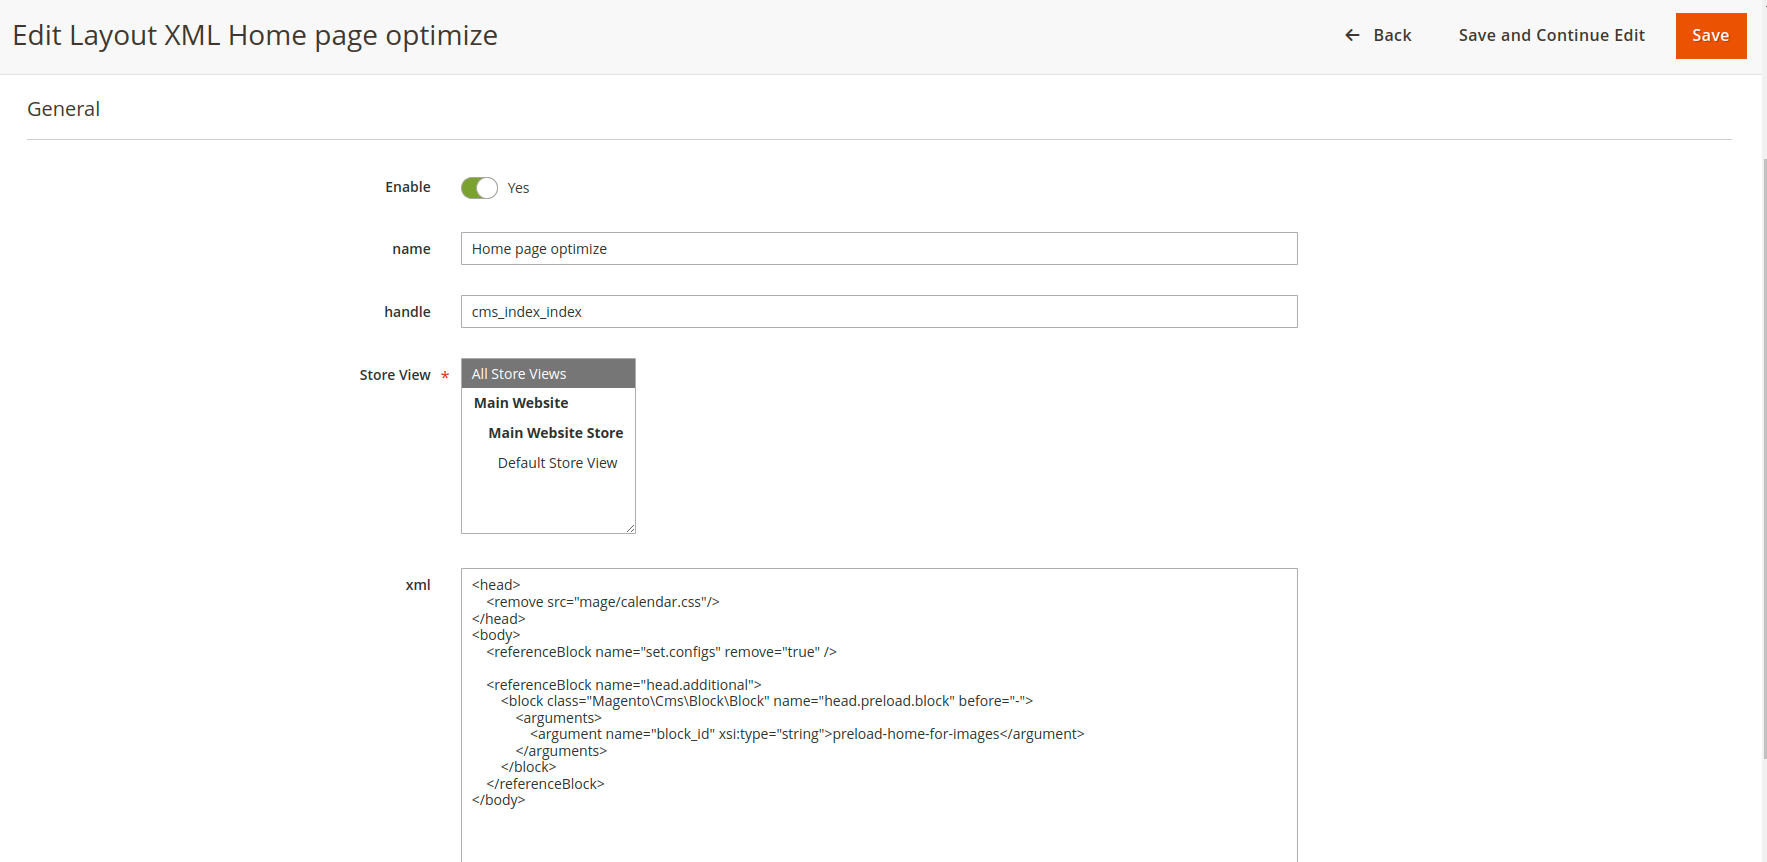 Edit Layout XML Home page optimize
← Back
Save and Continue Edit
Save
General
Enable
Yes
name
Home page optimize
handle
cms_index_index
Store View *
All Store Views
Main Website
Main Website Store
Default Store View
xml
<head>
    <remove src="mage/calendar.css"/>
</head>
<body>
    <referenceBlock name="set.configs" remove="true" />

    <referenceBlock name="head.additional">
        <block class="Magento\Cms\Block\Block" name="head.preload.block" before="-">
            <arguments>
                <argument name="block_id" xsi:type="string">preload-home-for-images</argument>
            </arguments>
        </block>
    </referenceBlock>
</body>